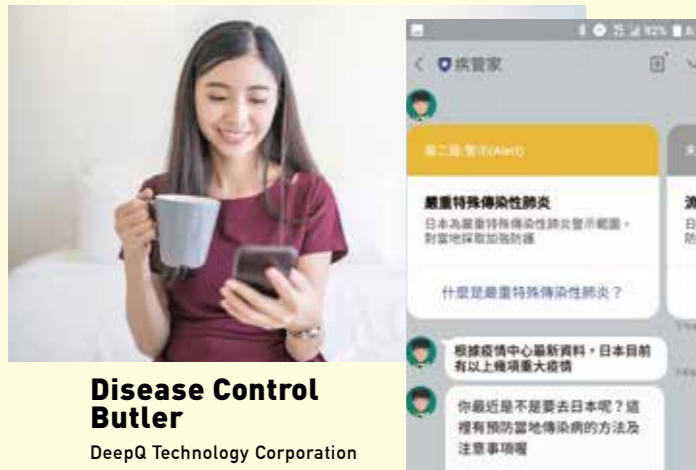 92%
疾管家
第二級:警示(Alert)
嚴重特殊傳染性肺炎
日本為嚴重特殊傳染性肺炎警示範圍，
對當地採取加強防護
什麼是嚴重特殊傳染性肺炎？
流
日
防
根據疫情中心最新資料，日本目前
有以上幾項重大疫情
你最近是不是要去日本呢？這
裡有預防當地傳染病的方法及
注意事項喔
Disease Control
Butler
DeepQ Technology Corporation